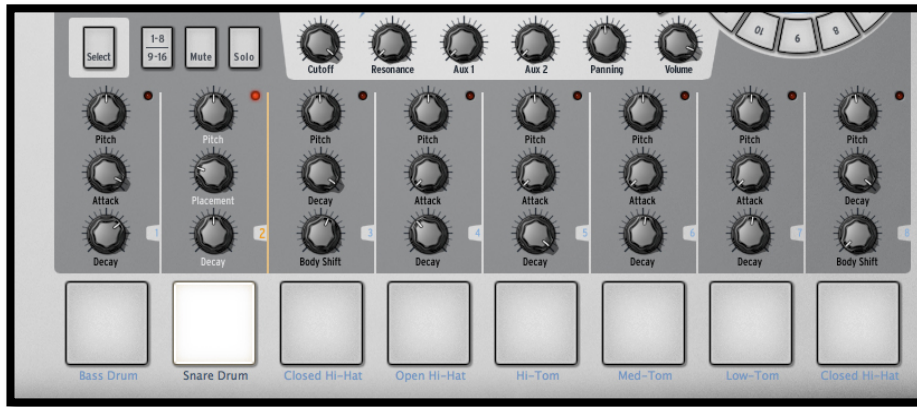 10 9 8
Select 1-8 9-16 Mute Solo
Cutoff Resonance Aux 1 Aux 2 Panning Volume
Pitch Pitch Pitch Pitch Pitch Pitch Pitch Pitch
Attack Placement Decay Attack Attack Attack Attack Decay
1 2 3 4 5 6 7 8
Decay Decay Body Shift Decay Decay Decay Decay Body Shift
Bass Drum Snare Drum Closed Hi-Hat Open Hi-Hat Hi-Tom Med-Tom Low-Tom Closed Hi-Hat